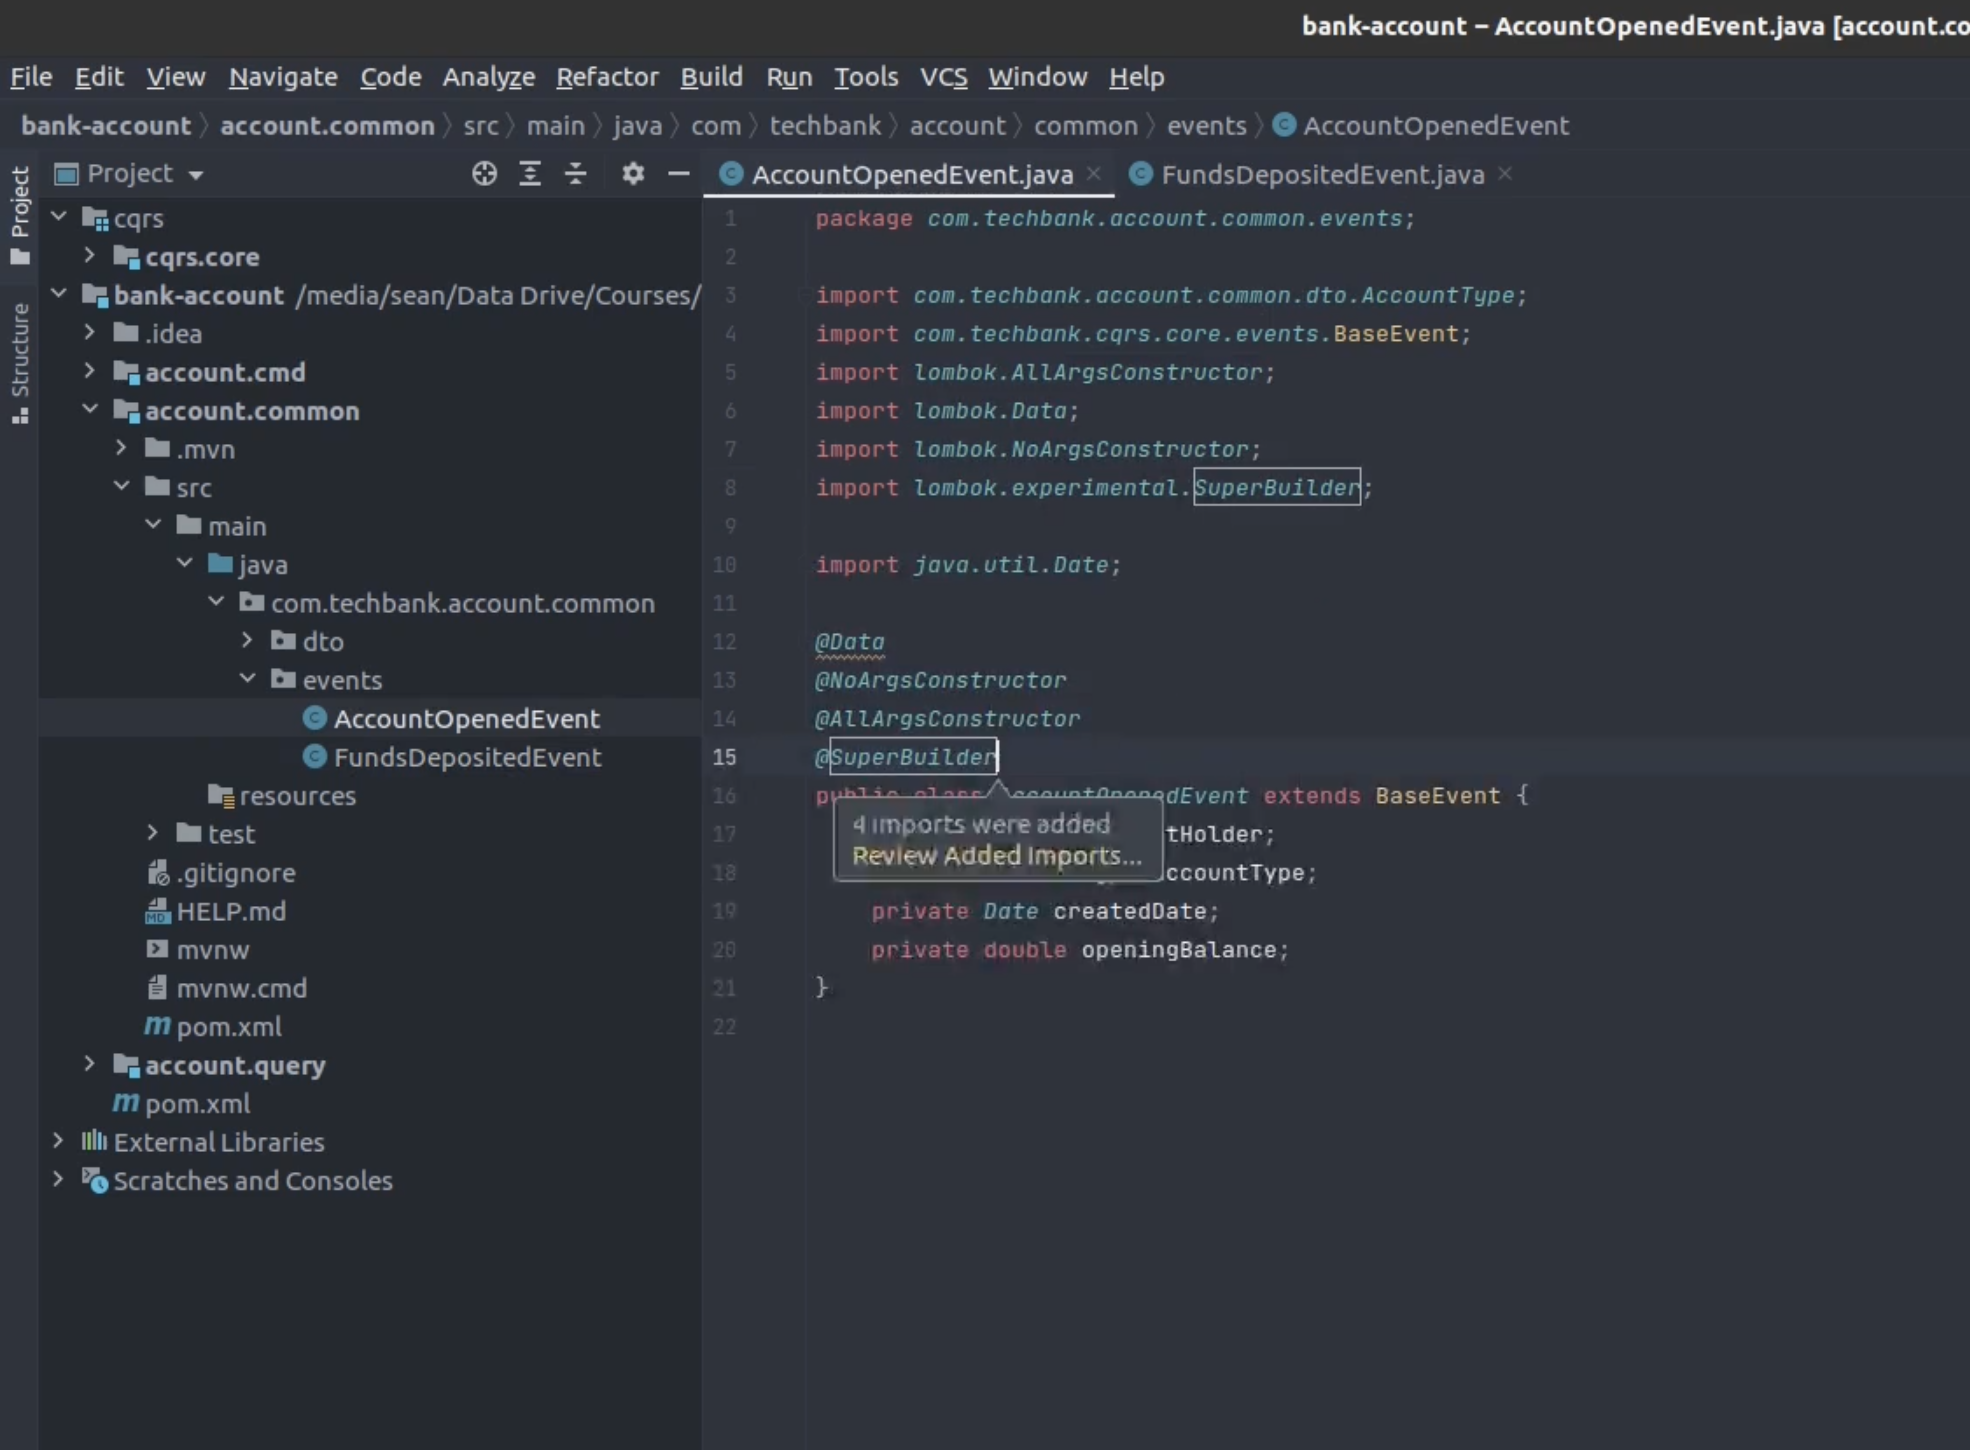 bank-account – AccountOpenedEvent.java [account.co
File Edit View Navigate Code Analyze Refactor Build Run Tools VCS Window Help
bank-account account.common src main java com techbank account common events AccountOpenedEvent
Project
Structure
Project
AccountOpenedEvent.java
FundsDepositedEvent.java
cqrs
cqrs.core
bank-account /media/sean/Data Drive/Courses/
.idea
account.cmd
account.common
.mvn
src
main
java
com.techbank.account.common
dto
events
AccountOpenedEvent
FundsDepositedEvent
resources
test
.gitignore
HELP.md
mvnw
mvnw.cmd
pom.xml
account.query
pom.xml
External Libraries
Scratches and Consoles
1 package com.techbank.account.common.events;
2
3 import com.techbank.account.common.dto.AccountType;
4 import com.techbank.cqrs.core.events.BaseEvent;
5 import lombok.AllArgsConstructor;
6 import lombok.Data;
7 import lombok.NoArgsConstructor;
8 import lombok.experimental.SuperBuilder;
9
10 import java.util.Date;
11
12 @Data
13 @NoArgsConstructor
14 @AllArgsConstructor
15 @SuperBuilder
16 public class AccountOpenedEvent extends BaseEvent {
17 tHolder;
18 ccountType;
19 private Date createdDate;
20 private double openingBalance;
21 }
22
4 imports were added
Review Added Imports...